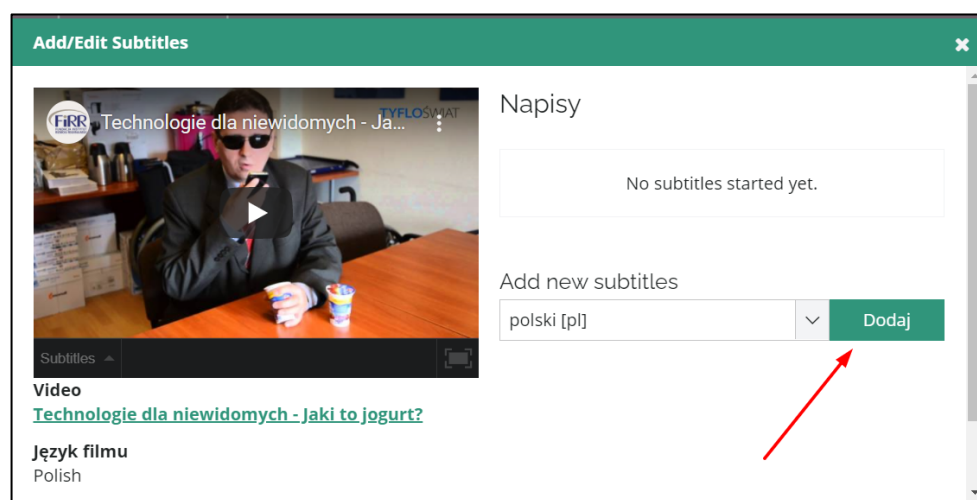 Add/Edit Subtitles
FiRR
Technologie dla niewidomych - Ja...
TYFLOŚWIAT
Subtitles
Video
Technologie dla niewidomych - Jaki to jogurt?
Język filmu
Polish
Napisy
No subtitles started yet.
Add new subtitles
polski [pl]
Dodaj